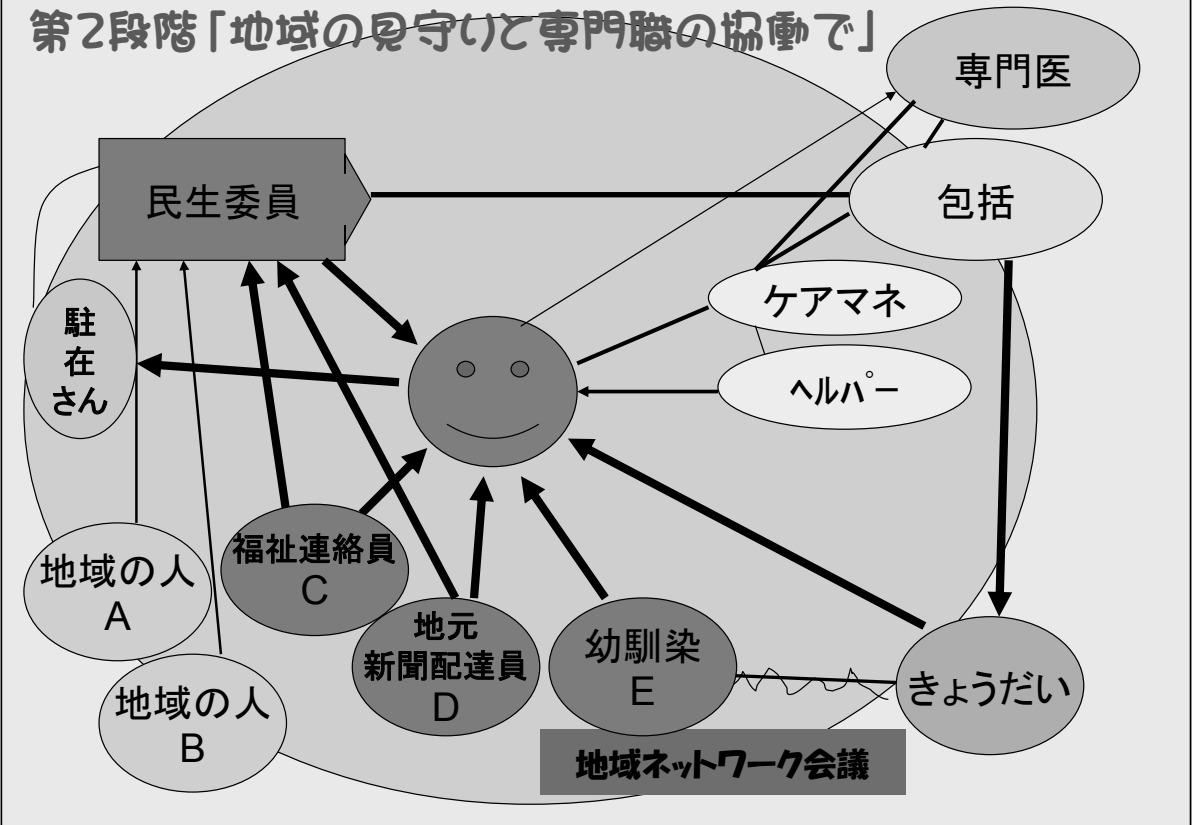 第2段階「地域の見守りと専門職の協働で」
専門医
民生委員
包括
ケアマネ
駐
在
さん
ﾍﾙﾊﾟｰ
福祉連絡員
C
地域の人
A
地元
新聞配達員
D
幼馴染
E
きょうだい
地域の人
B
地域ネットワーク会議